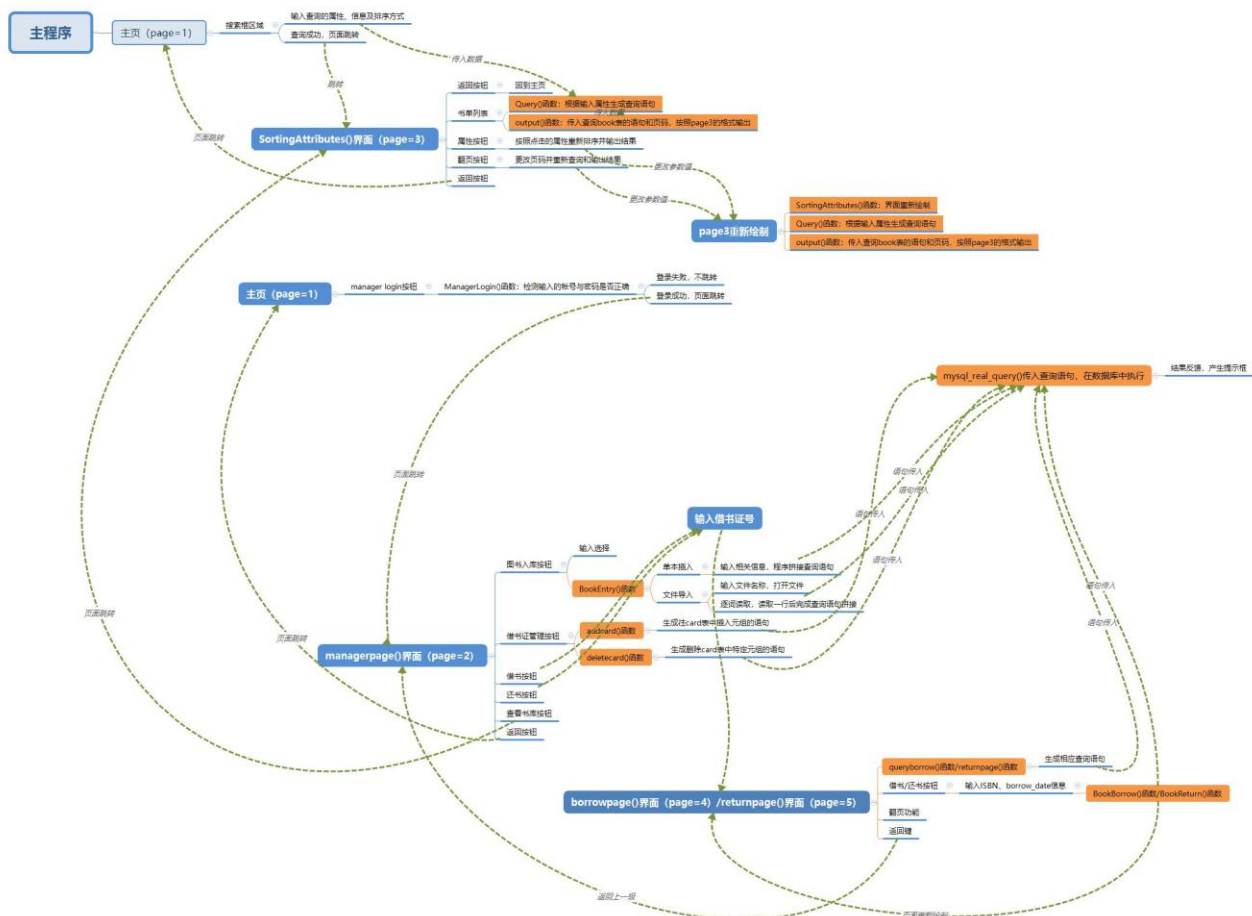 主程序
主页（page=1）
搜索框区域
输入查询的属性、信息及排序方式
查询成功，页面跳转
传入数据
跳转
页面跳转
SortingAttributes()界面（page=3）
返回按钮
回到主页
书单列表
Query()函数：根据输入属性生成查询语句
传入数据
output()函数：传入查询book表的语句和页码，按照page3的格式输出
属性按钮
按照点击的属性重新排序并输出结果
翻页按钮
更改页码并重新查询和输出结果
返回按钮
更改参数值
更改参数值
page3重新绘制
SortingAttributes()函数：界面重新绘制
Query()函数：根据输入属性生成查询语句
output()函数：传入查询book表的语句和页码，按照page3的格式输出
主页（page=1）
manager login按钮
ManagerLogin()函数：检测输入的帐号与密码是否正确
登录失败，不跳转
登录成功，页面跳转
mysql_real_query()传入查询语句、在数据库中执行
结果反馈，产生提示框
页面跳转
语句传入
语句传入
语句传入
语句传入
语句传入
语句传入
输入借书证号
页面跳转
页面跳转
managerpage()界面（page=2）
图书入库按钮
输入选择
BookEntry()函数
单本插入
输入相关信息，程序拼接查询语句
文件导入
输入文件名称，打开文件
逐词读取，读取一行后完成查询语句拼接
借书证管理按钮
addcard()函数
生成往card表中插入元组的语句
deletecard()函数
生成删除card表中特定元组的语句
借书按钮
还书按钮
查看书库按钮
返回按钮
borrowpage()界面（page=4）/returnpage()界面（page=5）
queryborrow()函数/returnpage()函数
生成相应查询语句
借书/还书按钮
输入ISBN、borrow_date信息
BookBorrow()函数/BookReturn()函数
翻页功能
返回键
返回上一级
页面重新绘制